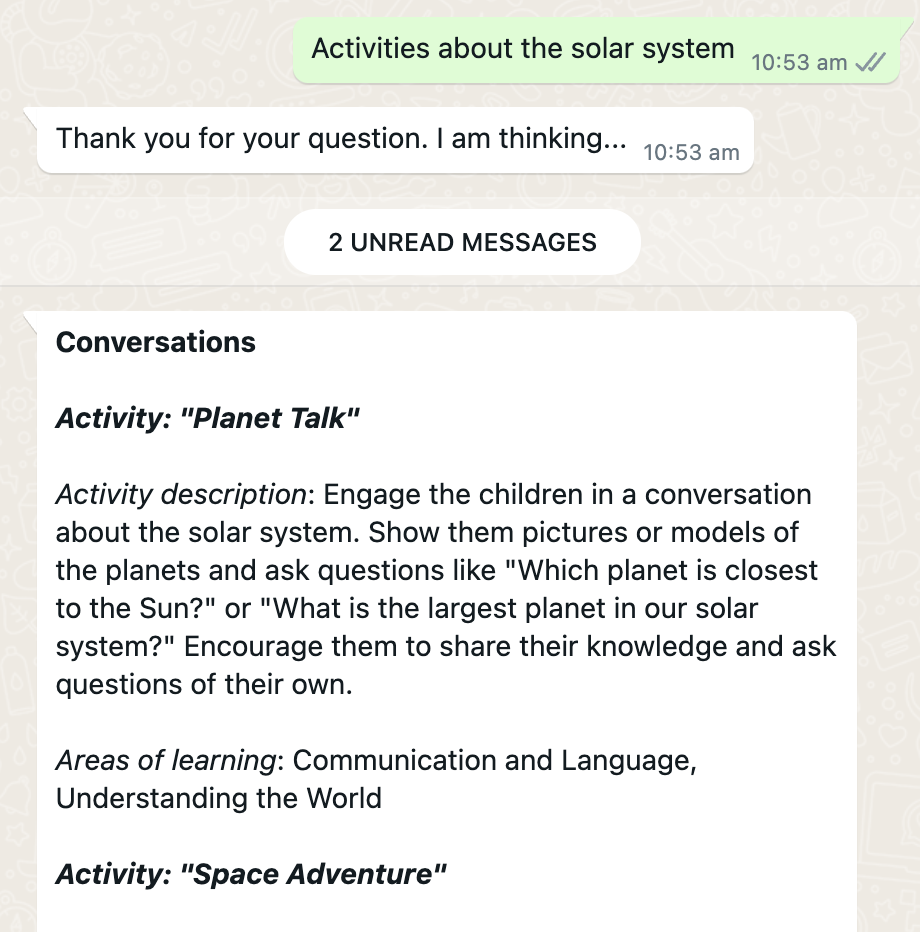 Activities about the solar system 10:53 am
Thank you for your question. I am thinking... 10:53 am
2 UNREAD MESSAGES
Conversations
Activity: "Planet Talk"
Activity description: Engage the children in a conversation
about the solar system. Show them pictures or models of
the planets and ask questions like "Which planet is closest
to the Sun?" or "What is the largest planet in our solar
system?" Encourage them to share their knowledge and ask
questions of their own.
Areas of learning: Communication and Language,
Understanding the World
Activity: "Space Adventure"